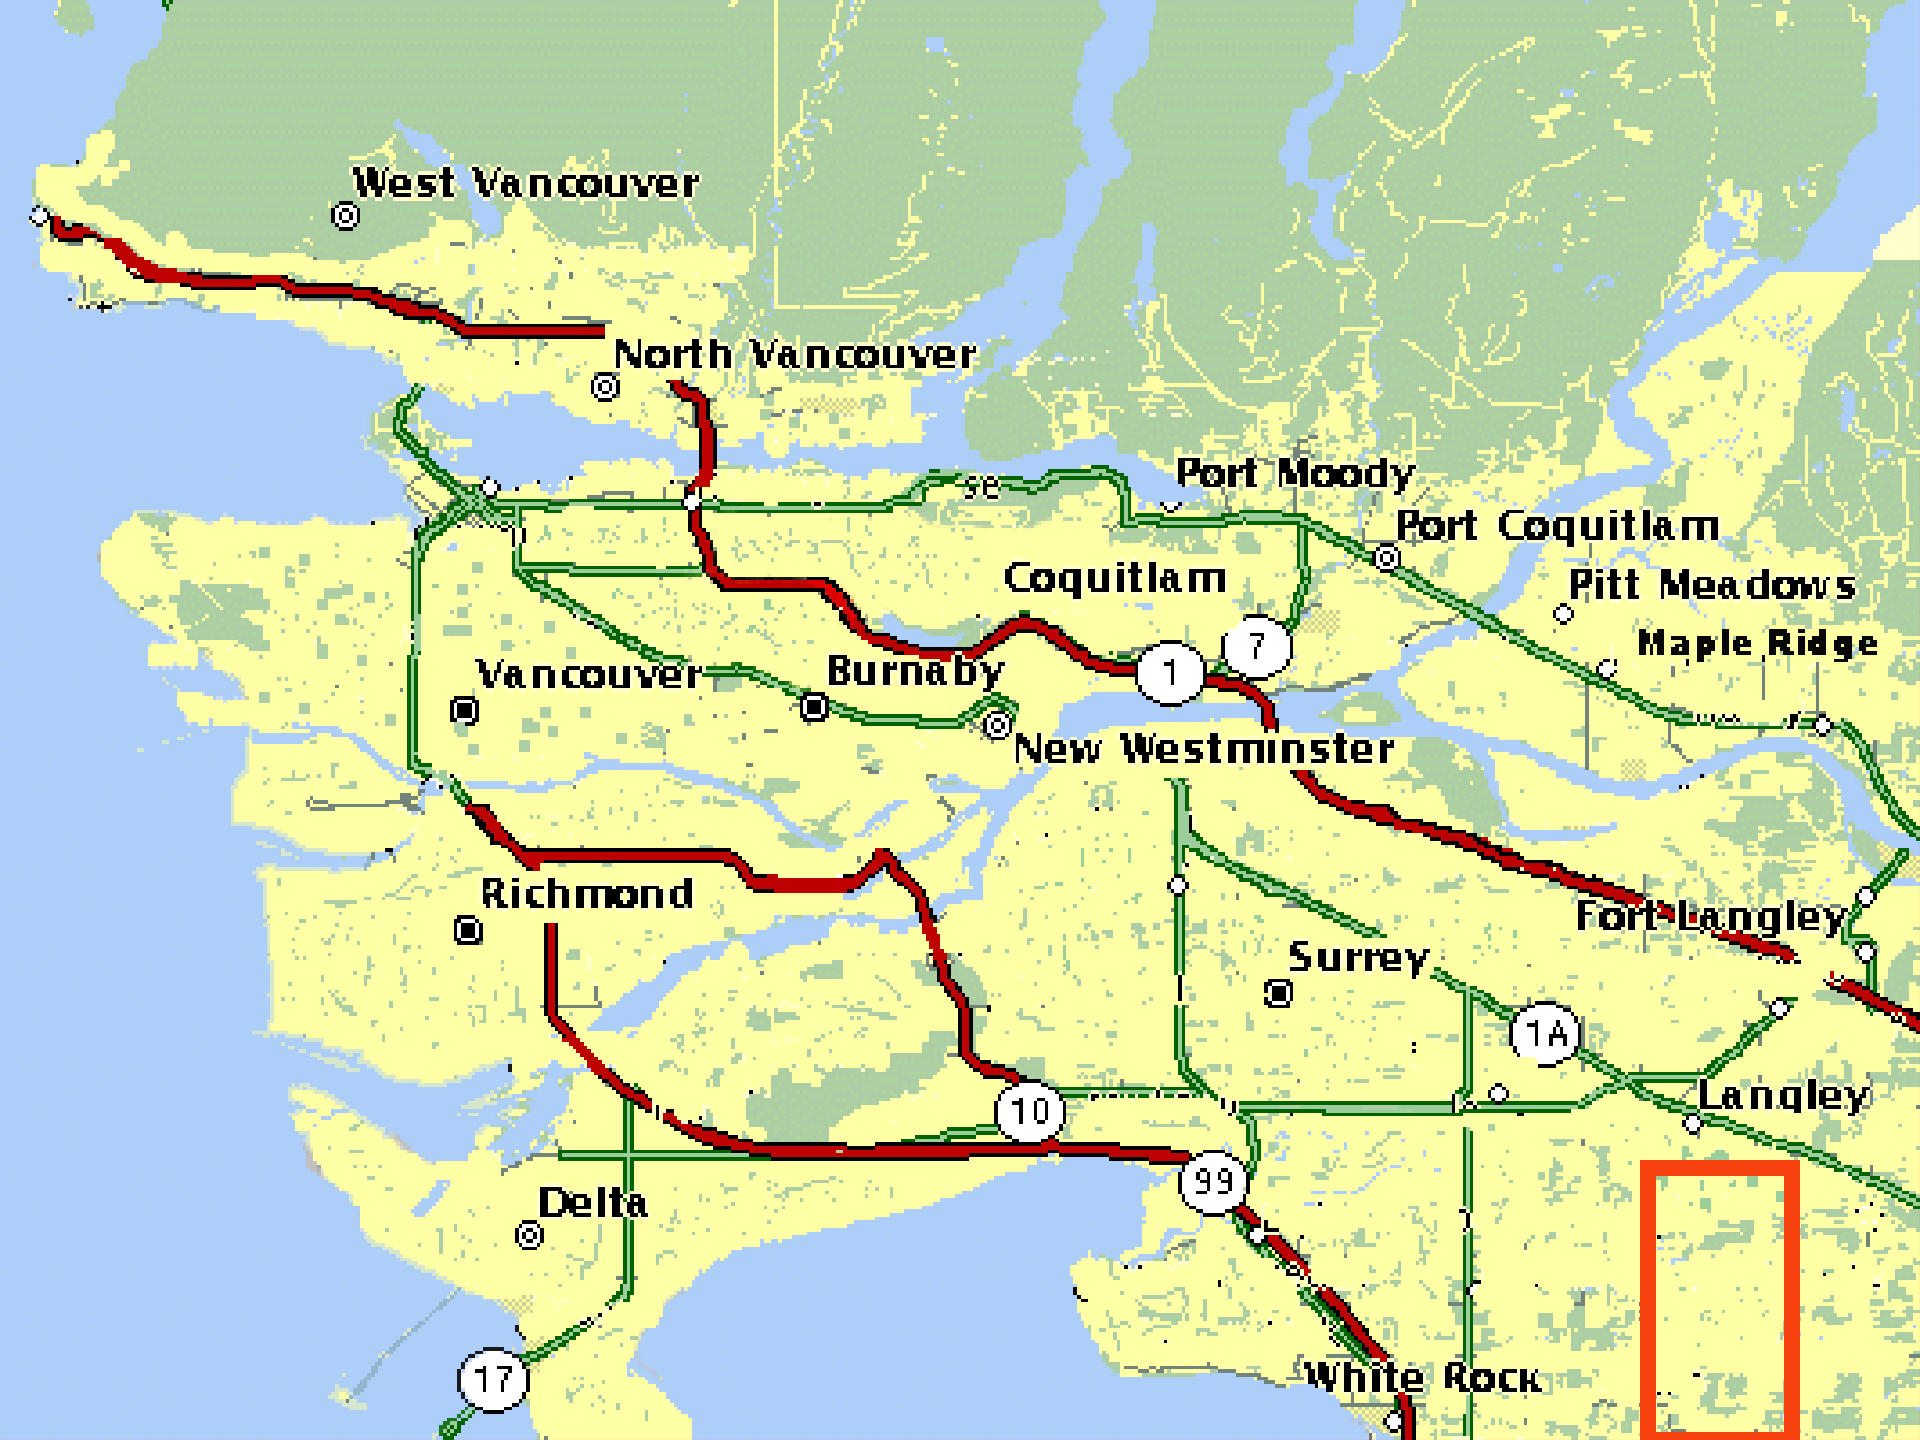 West Vancouver
North Vancouver
Port Moody
9B
Port Coquitlam
Coquitlam
Pitt Meadows
7
Maple Ridge
1
Vancouver
Burnaby
New Westminster
Richmond
Fort Langley
Surrey
1A
Langley
10
99
Delta
17
White Rock